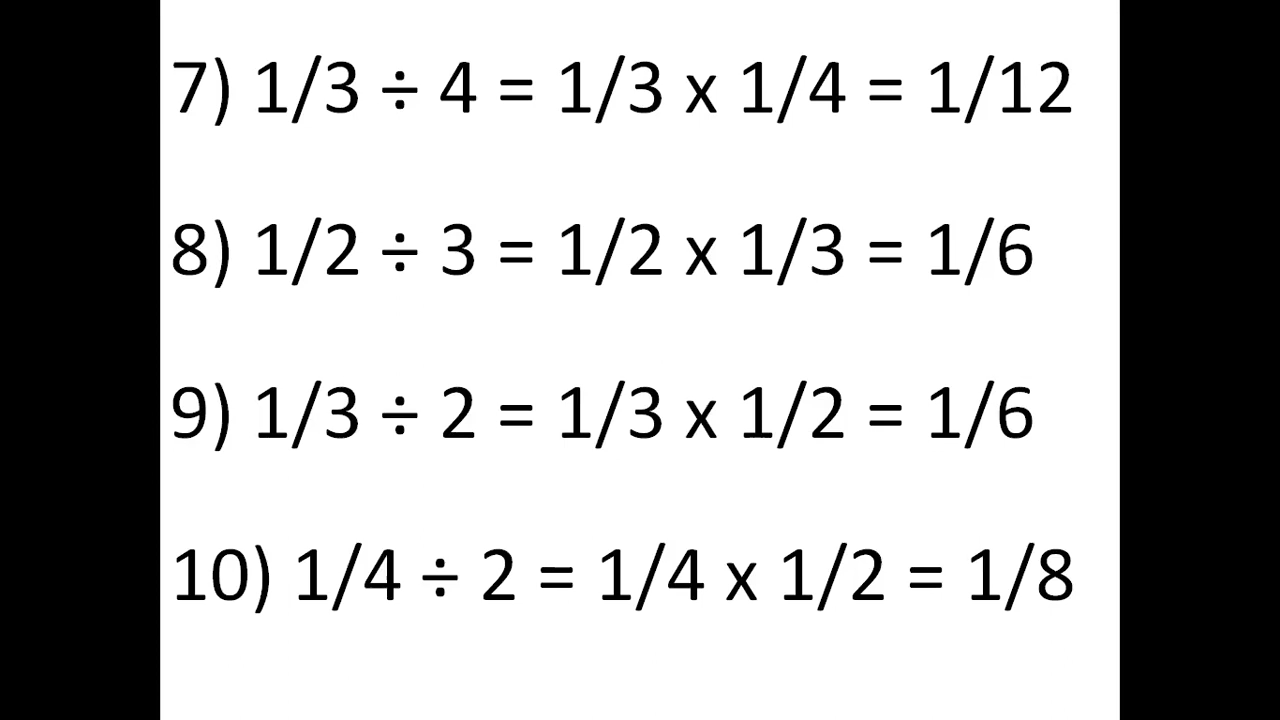 7) 1/3 ÷ 4 = 1/3 x 1/4 = 1/12
8) 1/2 ÷ 3 = 1/2 x 1/3 = 1/6
9) 1/3 ÷ 2 = 1/3 x 1/2 = 1/6
10) 1/4 ÷ 2 = 1/4 x 1/2 = 1/8